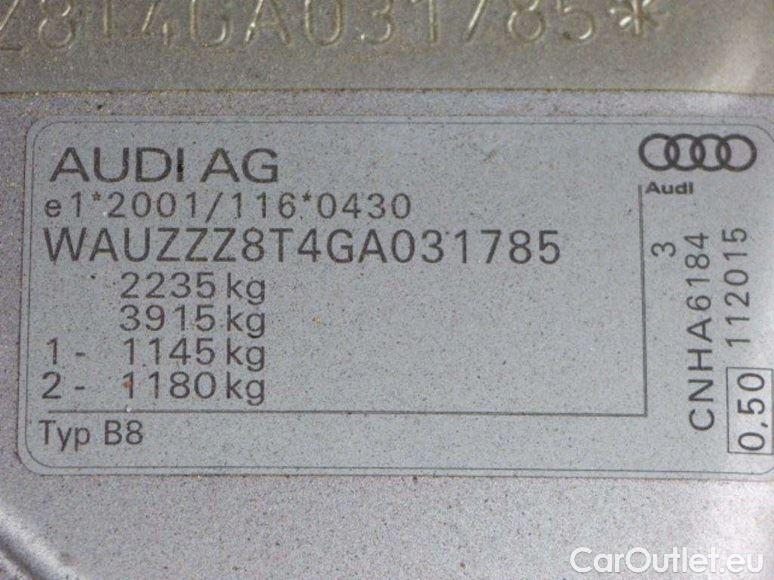 Z8T4GA031785*
AUDI AG
e1*2001/116*0430
WAUZZZ8T4GA031785
2235 kg
3915 kg
1 - 1145 kg
2 - 1180 kg
Typ B8
Audi
3
CNHA6184
112015
0,50
CarOutlet.eu